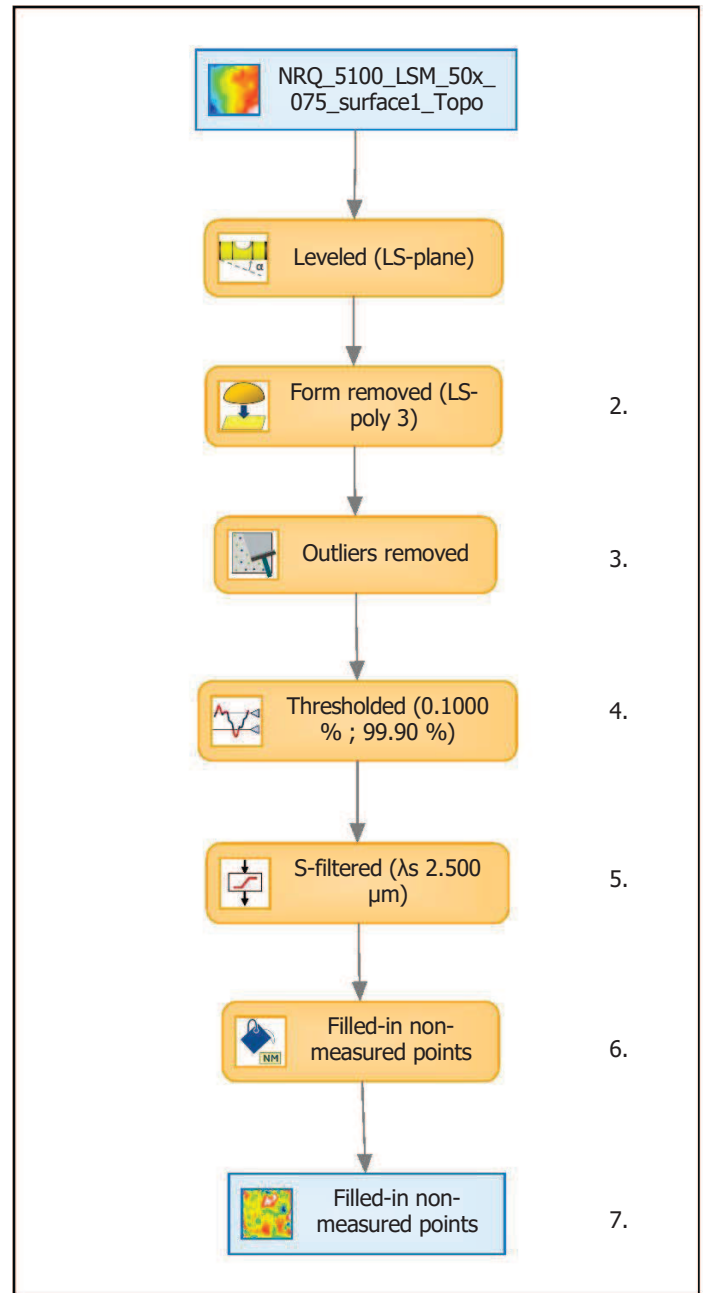 NRQ_5100_LSM_50x_
075_surface1_Topo
α
Leveled (LS-plane)
Form removed (LS-
poly 3)
2.
Outliers removed
3.
Thresholded (0.1000
% ; 99.90 %)
4.
S-filtered (λs 2.500
µm)
5.
NM
Filled-in non-
measured points
6.
Filled-in non-
measured points
7.